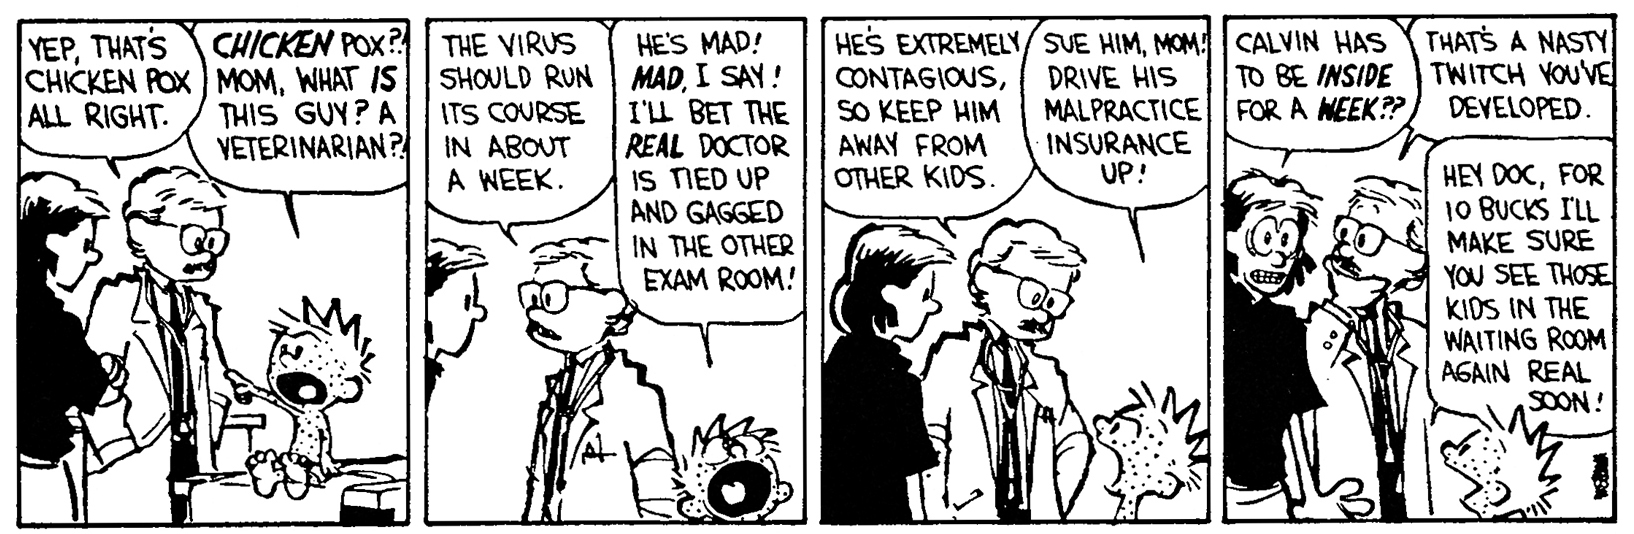 YEP, THAT'S
CHICKEN POX
ALL RIGHT.
CHICKEN POX?!
MOM, WHAT IS
THIS GUY? A
VETERINARIAN?!
THE VIRUS
SHOULD RUN
ITS COURSE
IN ABOUT
A WEEK.
HE'S MAD!
MAD, I SAY!
I'LL BET THE
REAL DOCTOR
IS TIED UP
AND GAGGED
IN THE OTHER
EXAM ROOM!
HE'S EXTREMELY
CONTAGIOUS,
SO KEEP HIM
AWAY FROM
OTHER KIDS.
SUE HIM, MOM!
DRIVE HIS
MALPRACTICE
INSURANCE
UP!
CALVIN HAS
TO BE INSIDE
FOR A WEEK??
THAT'S A NASTY
TWITCH YOU'VE
DEVELOPED.
HEY DOC, FOR
10 BUCKS I'LL
MAKE SURE
YOU SEE THOSE
KIDS IN THE
WAITING ROOM
AGAIN REAL
SOON!